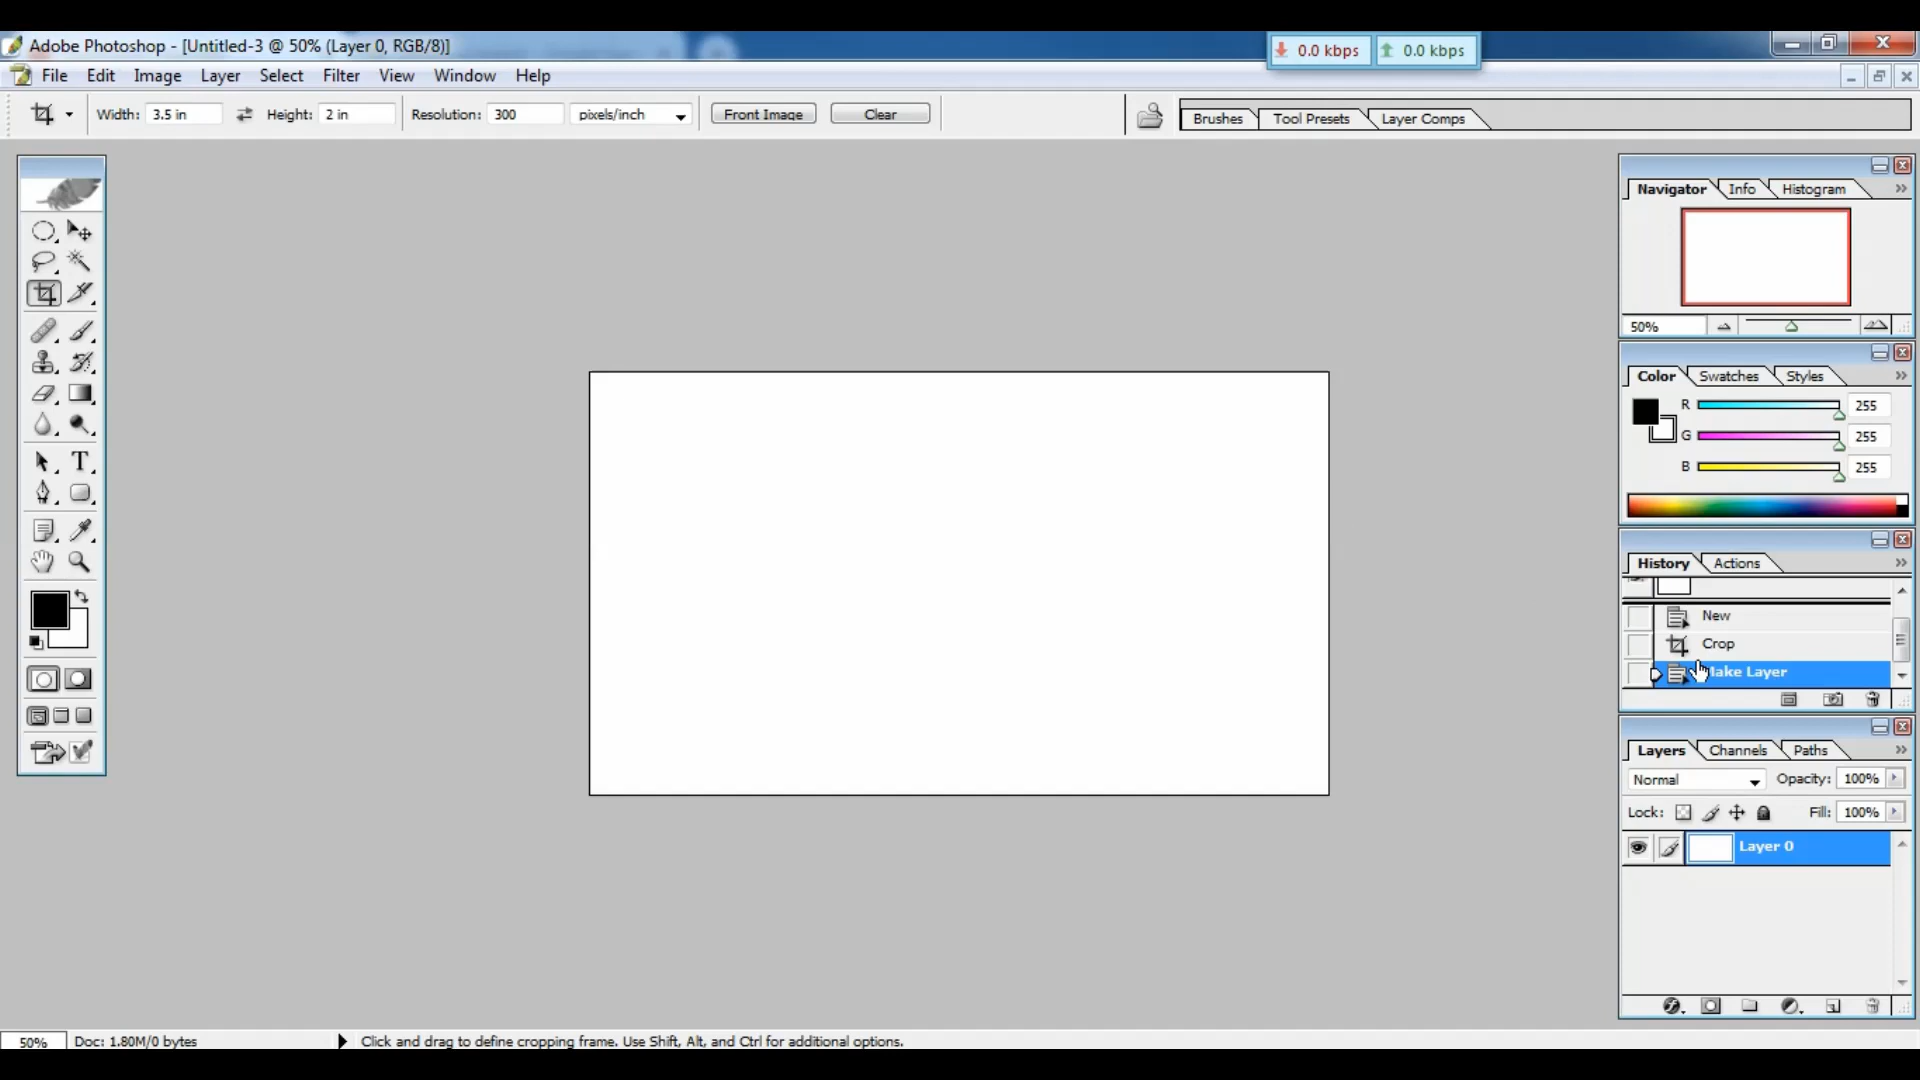 Adobe Photoshop - [Untitled-3 @ 50% (Layer 0, RGB/8)]
0.0 kbps 0.0 kbps
File Edit Image Layer Select Filter View Window Help
Width: 3.5 in Height: 2 in Resolution: 300 pixels/inch Front Image Clear Brushes Tool Presets Layer Comps
Navigator Info Histogram
50%
Color Swatches Styles
R 255
G 255
B 255
History Actions
New
Crop
Make Layer
Layers Channels Paths
Normal Opacity: 100%
Lock: Fill: 100%
Layer 0
50% Doc: 1.80M/0 bytes Click and drag to define cropping frame. Use Shift, Alt, and Ctrl for additional options.